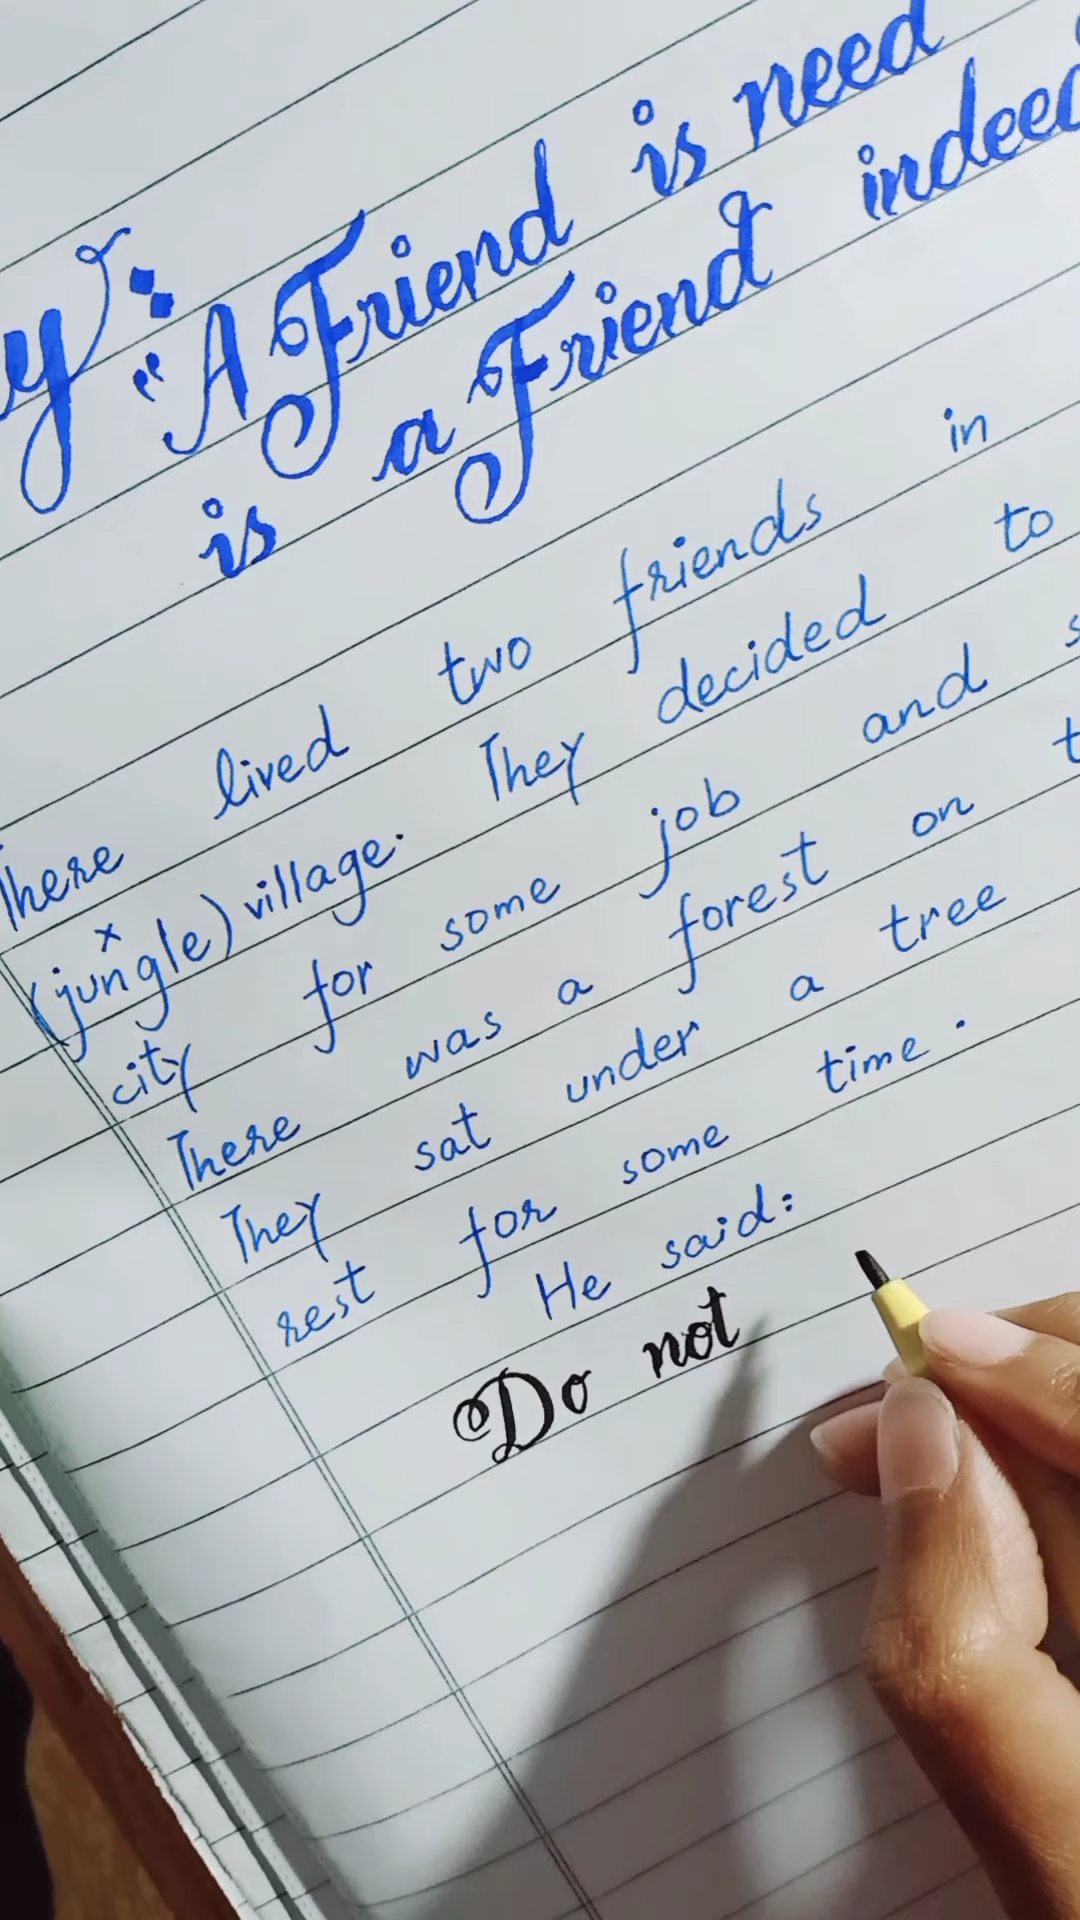 y : "A Friend is need
is a Friend indeed
There lived two friends in
(jungle) village. They decided to
city for some job and s
There was a forest on t
They sat under a tree
rest for some time.
He said:
Do not